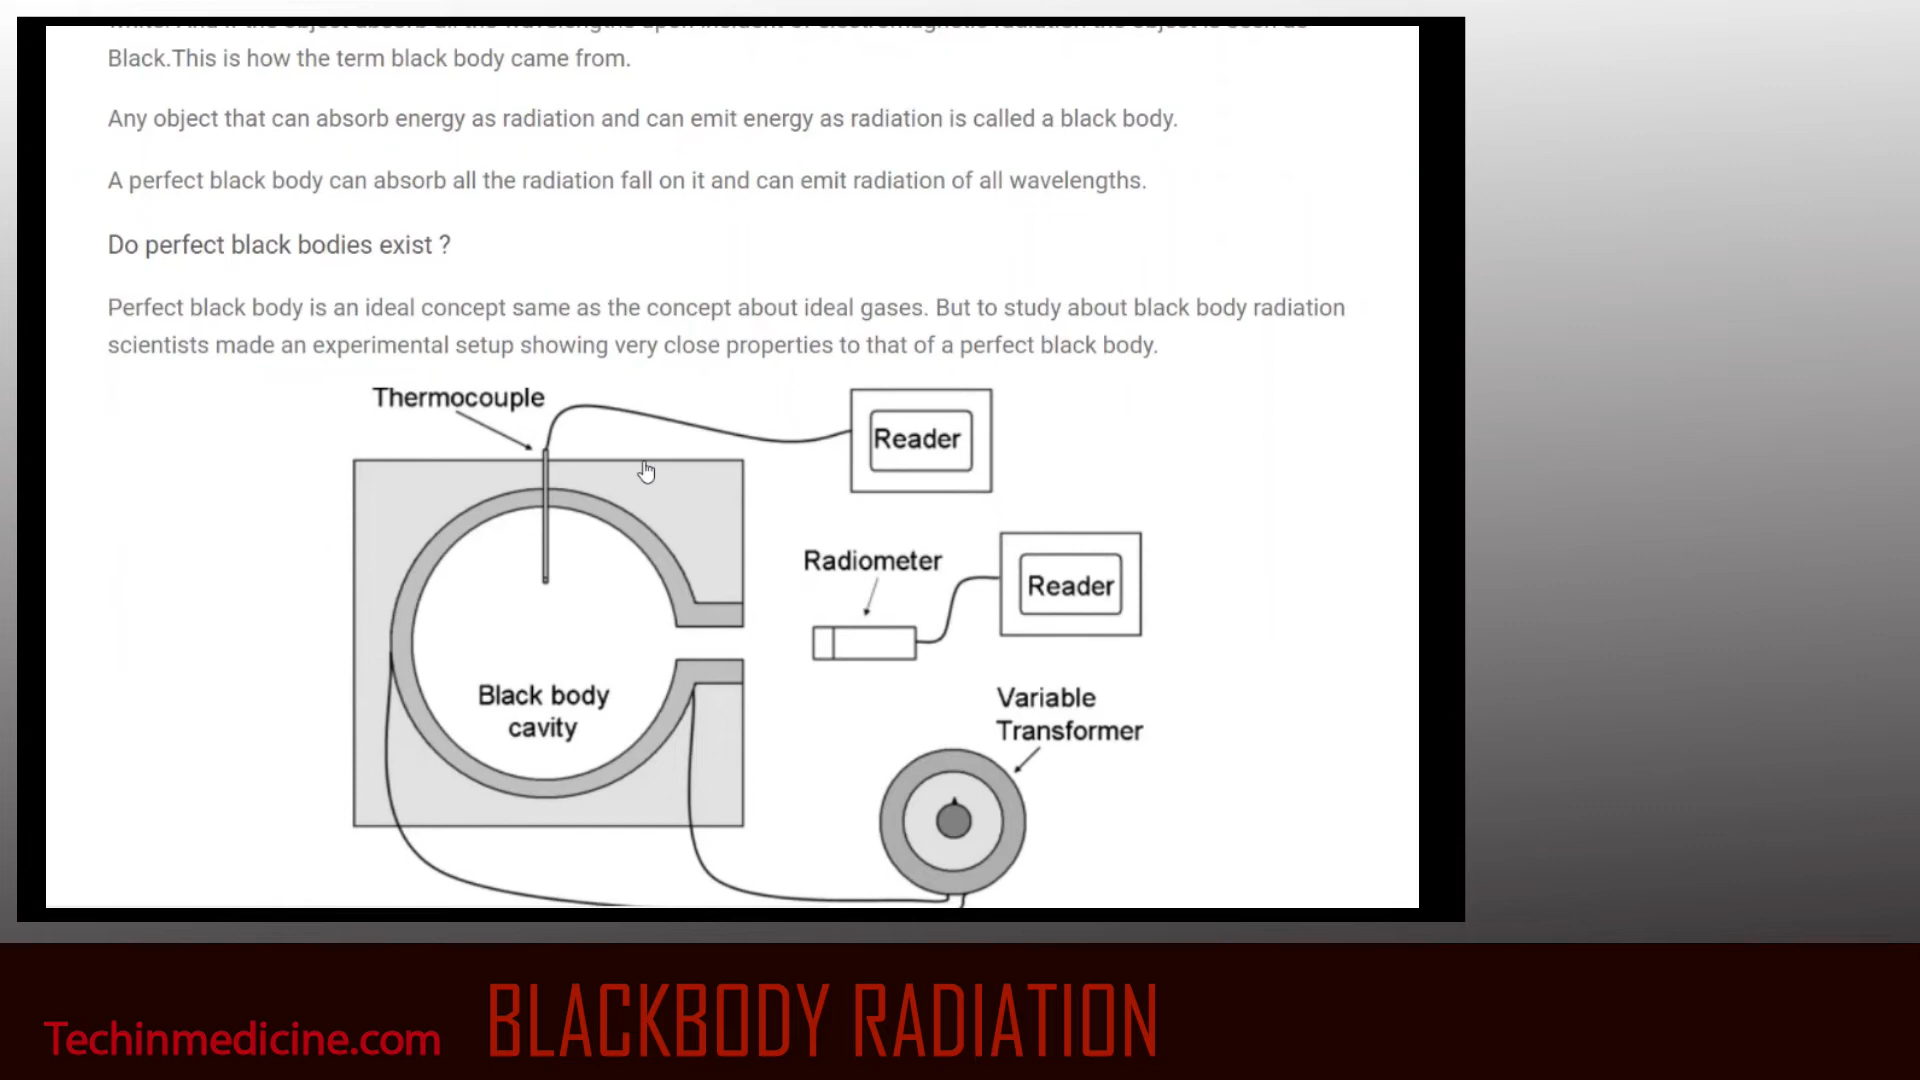 Black.This is how the term black body came from.
Any object that can absorb energy as radiation and can emit energy as radiation is called a black body.
A perfect black body can absorb all the radiation fall on it and can emit radiation of all wavelengths.
Do perfect black bodies exist ?
Perfect black body is an ideal concept same as the concept about ideal gases. But to study about black body radiation
scientists made an experimental setup showing very close properties to that of a perfect black body.
Thermocouple
Reader
Radiometer
Reader
Black body
cavity
Variable
Transformer
Techinmedicine.com
BLACKBODY RADIATION